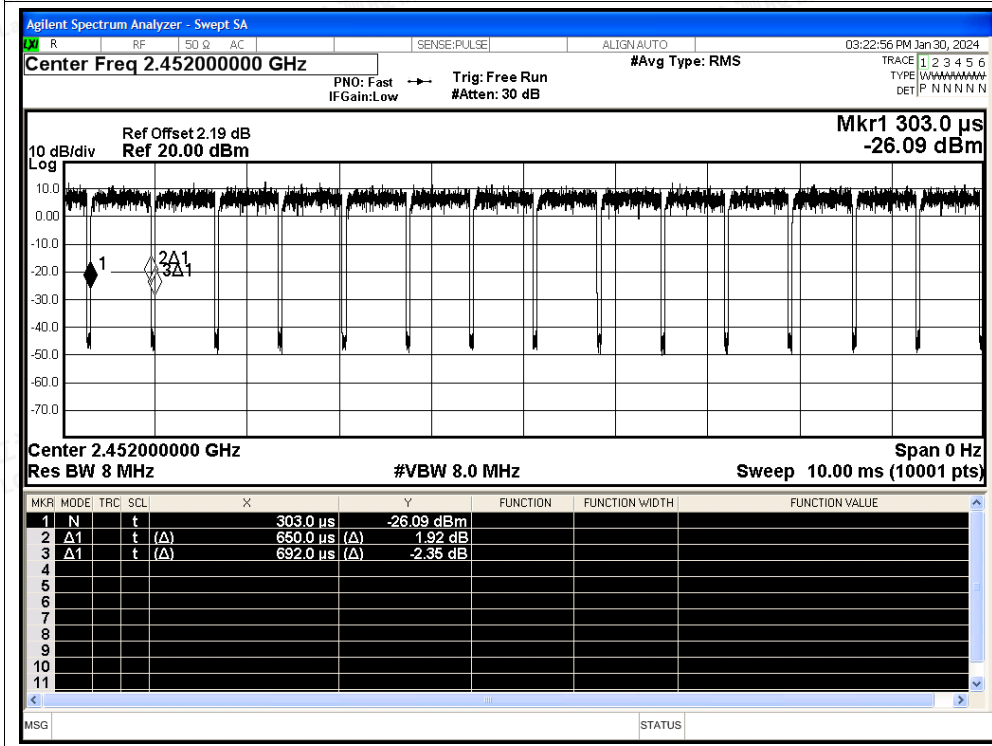 Agilent Spectrum Analyzer - Swept SA
LXI R RF 50 Ω AC SENSE:PULSE ALIGN AUTO 03:22:56 PM Jan 30, 2024
Center Freq 2.452000000 GHz
PNO: Fast
IFGain:Low
Trig: Free Run
#Atten: 30 dB
#Avg Type: RMS
TRACE 1 2 3 4 5 6
TYPE
DET P N N N N N
Mkr1 303.0 µs
-26.09 dBm
Ref Offset 2.19 dB
10 dB/div Ref 20.00 dBm
Log
10.0
0.00
-10.0
-20.0
-30.0
-40.0
-50.0
-60.0
-70.0
1
2Δ1
3Δ1
Center 2.452000000 GHz Span 0 Hz
Res BW 8 MHz #VBW 8.0 MHz Sweep 10.00 ms (10001 pts)
MKR MODE TRC SCL X Y FUNCTION FUNCTION WIDTH FUNCTION VALUE
1 N t 303.0 µs -26.09 dBm
2 Δ1 t (Δ) 650.0 µs (Δ) 1.92 dB
3 Δ1 t (Δ) 692.0 µs (Δ) -2.35 dB
4
5
6
7
8
9
10
11
MSG STATUS